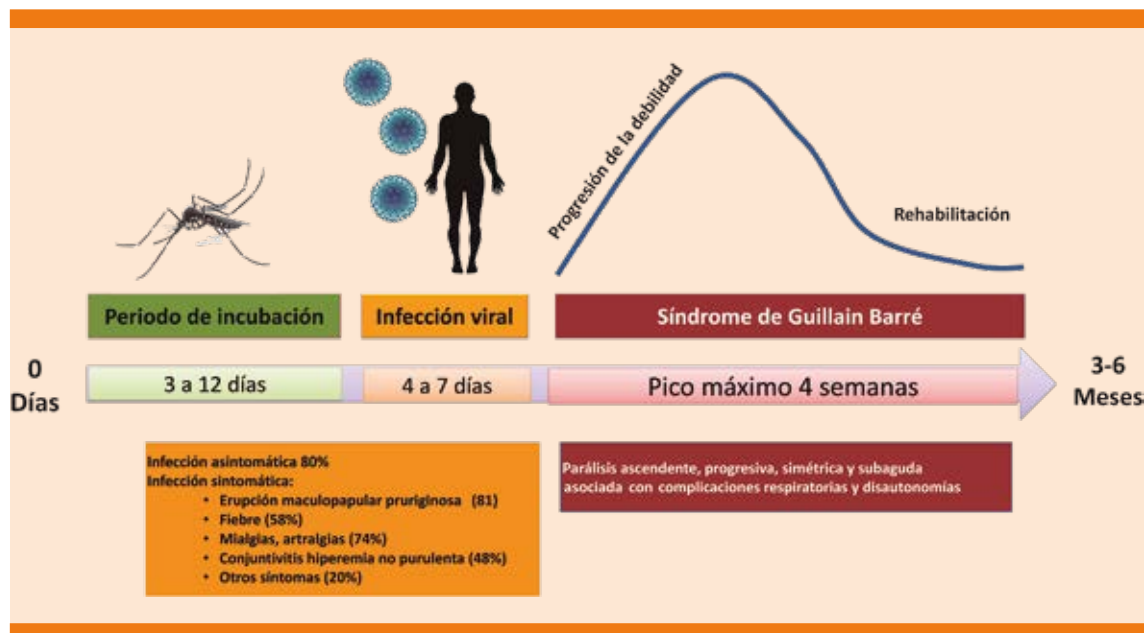 Progresión de la debilidad
Rehabilitación
Periodo de incubación
Infección viral
Síndrome de Guillain Barré
0
Días
3 a 12 días
4 a 7 días
Pico máximo 4 semanas
3-6
Meses
Infección asintomática 80%
Infección sintomática:
• Erupción maculopapular pruriginosa (81)
• Fiebre (58%)
• Mialgias, artralgias (74%)
• Conjuntivitis hiperemia no purulenta (48%)
• Otros síntomas (20%)
Parálisis ascendente, progresiva, simétrica y subaguda
asociada con complicaciones respiratorias y disautonomías